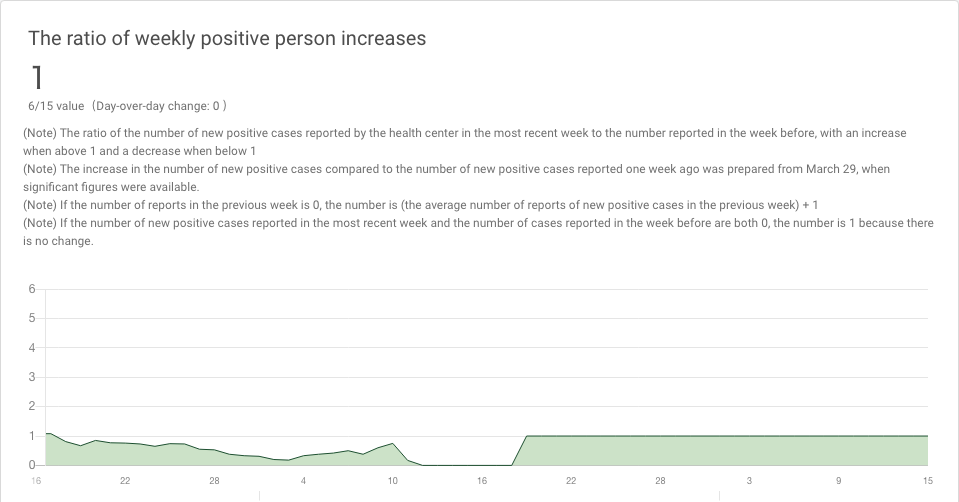 The ratio of weekly positive person increases
1
6/15 value （Day-over-day change: 0 ）
(Note) The ratio of the number of new positive cases reported by the health center in the most recent week to the number reported in the week before, with an increase
when above 1 and a decrease when below 1
(Note) The increase in the number of new positive cases compared to the number of new positive cases reported one week ago was prepared from March 29, when
significant figures were available.
(Note) If the number of reports in the previous week is 0, the number is (the average number of reports of new positive cases in the previous week) + 1
(Note) If the number of new positive cases reported in the most recent week and the number of cases reported in the week before are both 0, the number is 1 because there
is no change.
6
5
4
3
2
1
0
16 22 28 4 10 16 22 28 3 9 15